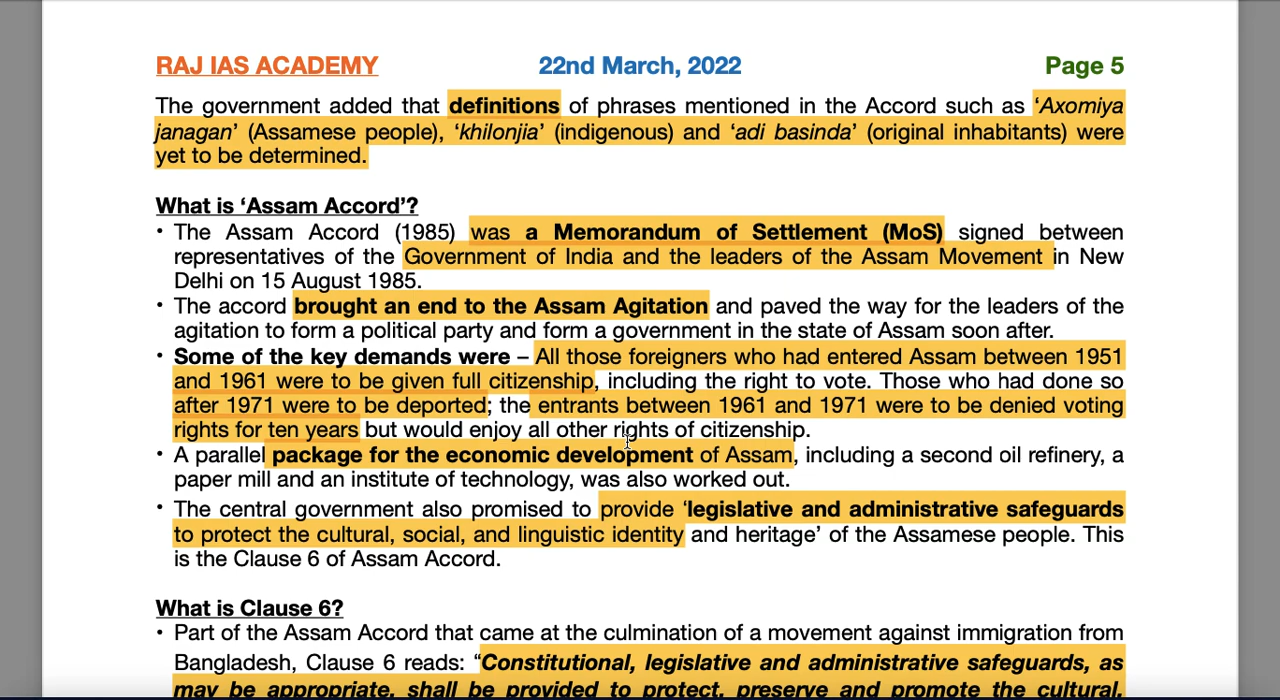 RAJ IAS ACADEMY 22nd March, 2022 Page 5
The government added that definitions of phrases mentioned in the Accord such as ‘Axomiya
janagan’ (Assamese people), ‘khilonjia’ (indigenous) and ‘adi basinda’ (original inhabitants) were
yet to be determined.
What is ‘Assam Accord’?
• The Assam Accord (1985) was a Memorandum of Settlement (MoS) signed between
representatives of the Government of India and the leaders of the Assam Movement in New
Delhi on 15 August 1985.
• The accord brought an end to the Assam Agitation and paved the way for the leaders of the
agitation to form a political party and form a government in the state of Assam soon after.
• Some of the key demands were – All those foreigners who had entered Assam between 1951
and 1961 were to be given full citizenship, including the right to vote. Those who had done so
after 1971 were to be deported; the entrants between 1961 and 1971 were to be denied voting
rights for ten years but would enjoy all other rights of citizenship.
• A parallel package for the economic development of Assam, including a second oil refinery, a
paper mill and an institute of technology, was also worked out.
• The central government also promised to provide ‘legislative and administrative safeguards
to protect the cultural, social, and linguistic identity and heritage’ of the Assamese people. This
is the Clause 6 of Assam Accord.
What is Clause 6?
• Part of the Assam Accord that came at the culmination of a movement against immigration from
Bangladesh, Clause 6 reads: “Constitutional, legislative and administrative safeguards, as
may be appropriate, shall be provided to protect, preserve and promote the cultural,